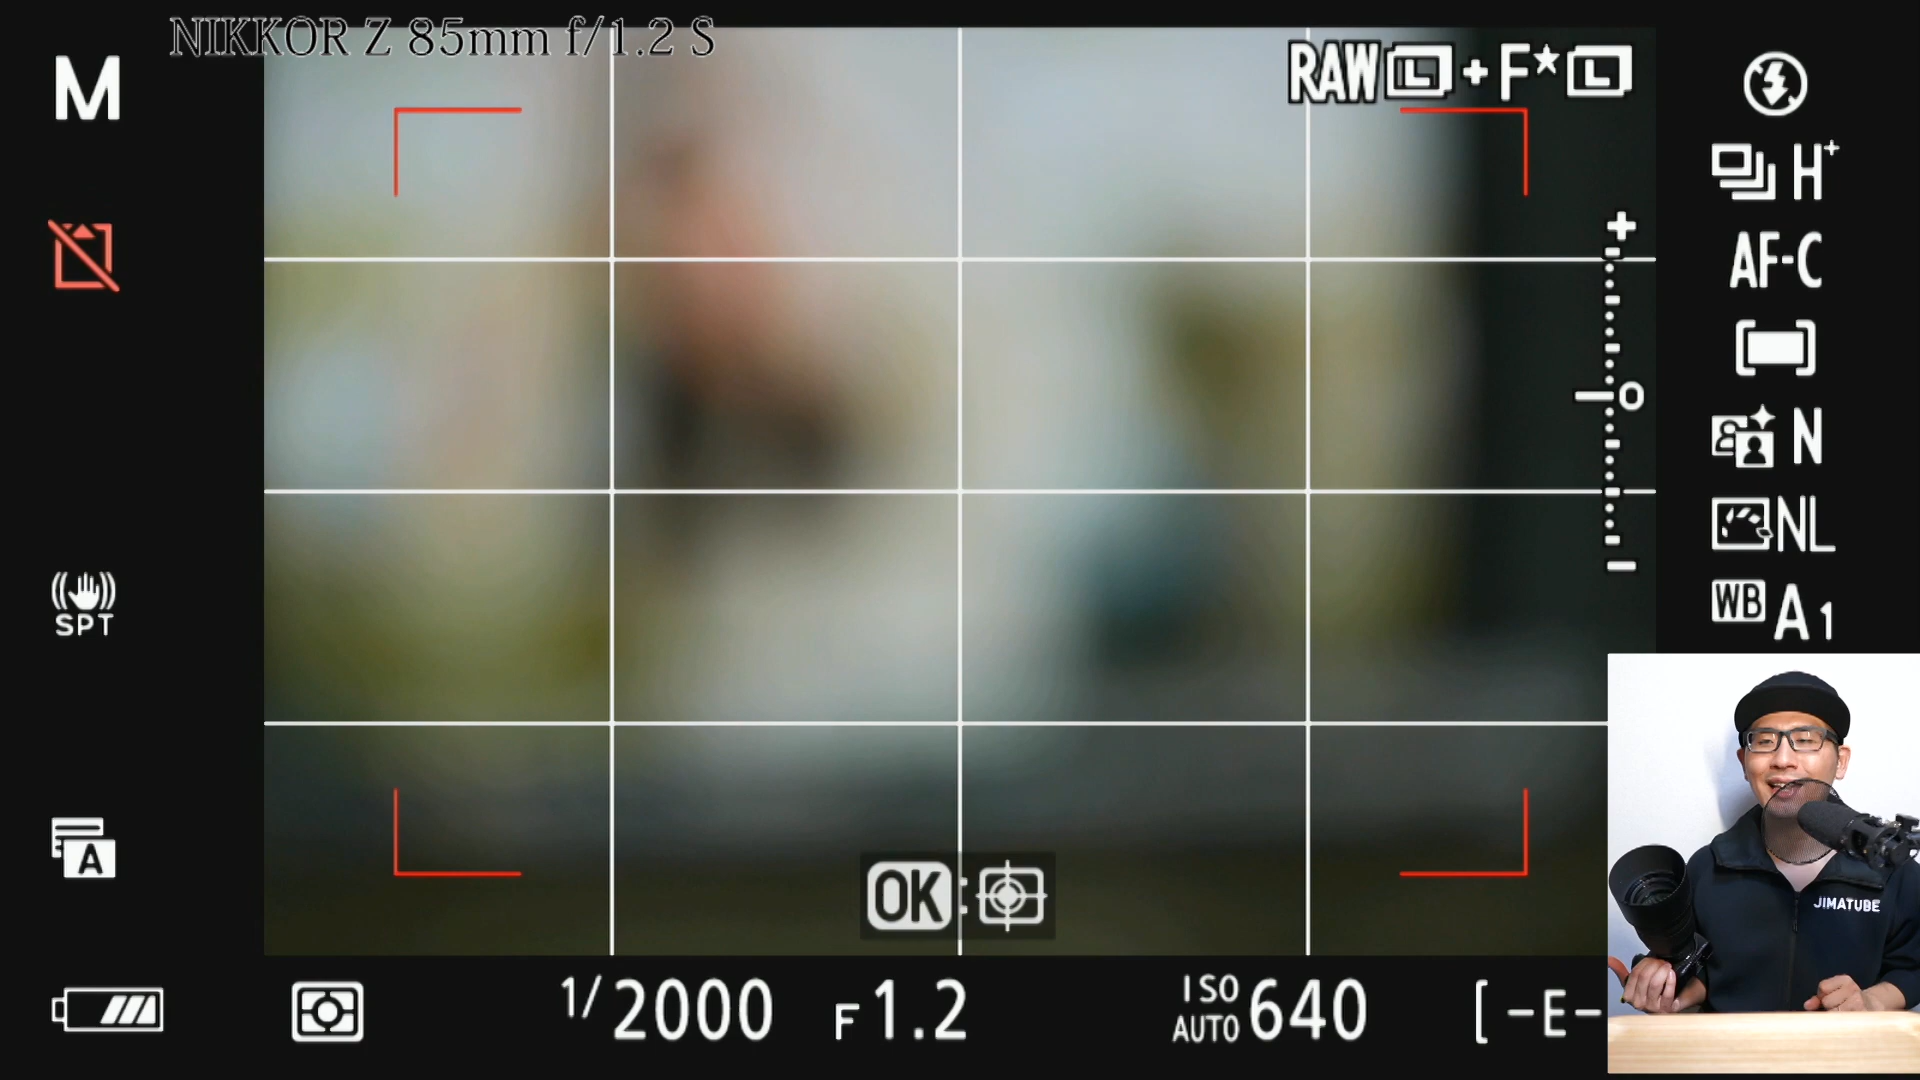 NIKKOR Z 85mm f/1.2 S
M
RAW L + F★ L
H+
AF-C
+
0
N
NL
SPT
WB A1
A
OK :
JIMATUBE
1/2000 F1.2 ISO AUTO 640 [-E-